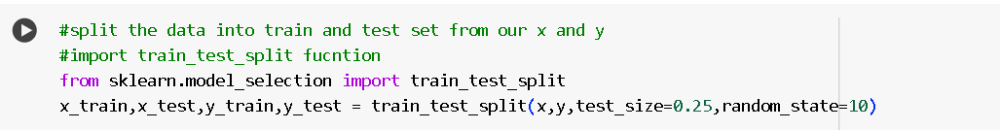 #split the data into train and test set from our x and y
#import train_test_split fucntion
from sklearn.model_selection import train_test_split
x_train,x_test,y_train,y_test = train_test_split(x,y,test_size=0.25,random_state=10)